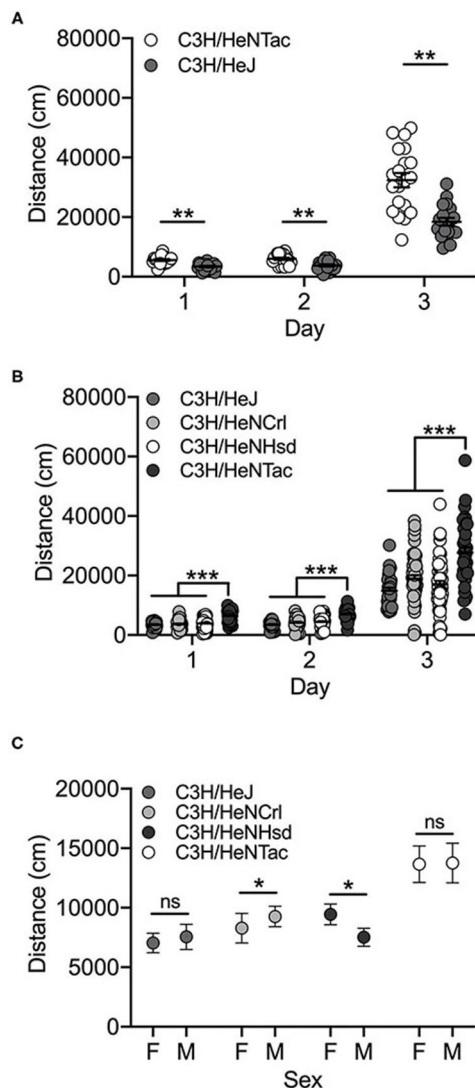 A
80000
C3H/HeNTac
C3H/HeJ
**
60000
40000
20000
** **
0
1 2 3
Distance (cm)
Day
B
80000
C3H/HeJ
C3H/HeNCrl
C3H/HeNHsd
C3H/HeNTac
***
60000
40000
20000
*** ***
0
1 2 3
Distance (cm)
Day
C
20000
C3H/HeJ
C3H/HeNCrl
C3H/HeNHsd
C3H/HeNTac
15000
ns
10000
ns * *
5000
0
F M F M F M F M
Distance (cm)
Sex